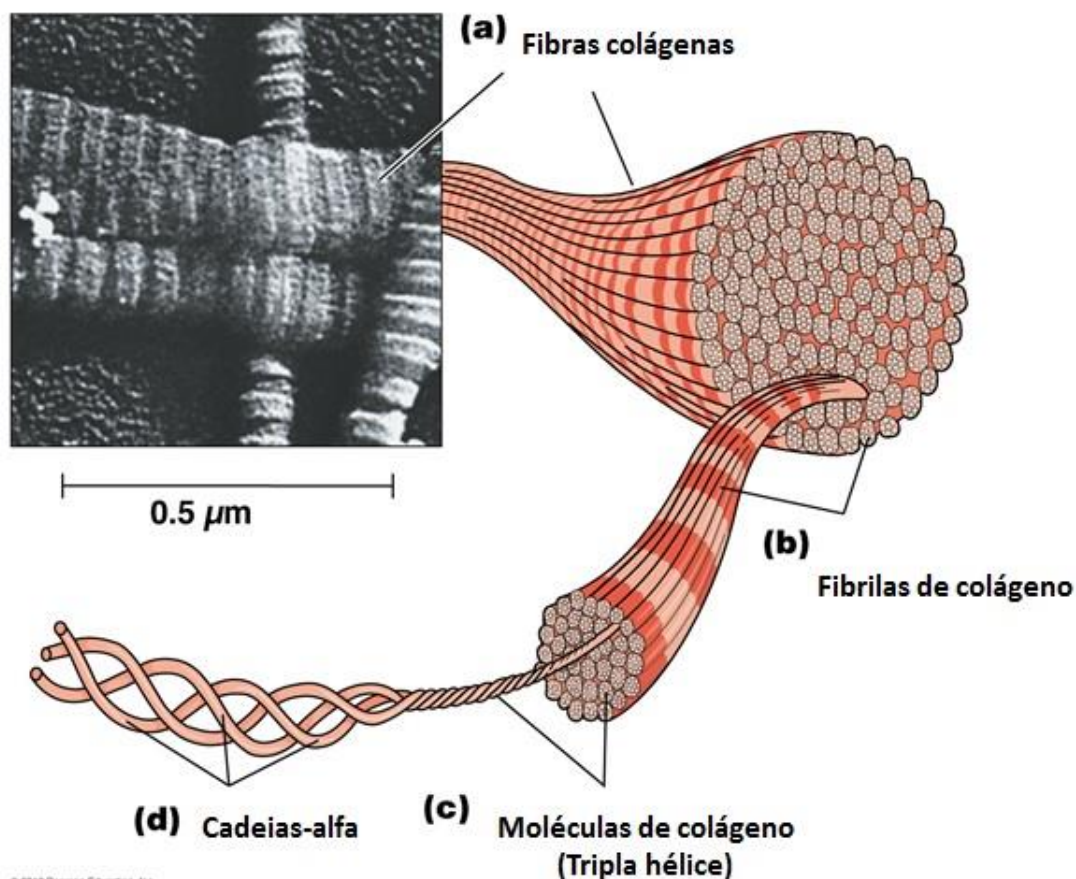 (a) Fibras colágenas
0.5 µm
(b)
Fibrilas de colágeno
(d) Cadeias-alfa
(c) Moléculas de colágeno
(Tripla hélice)